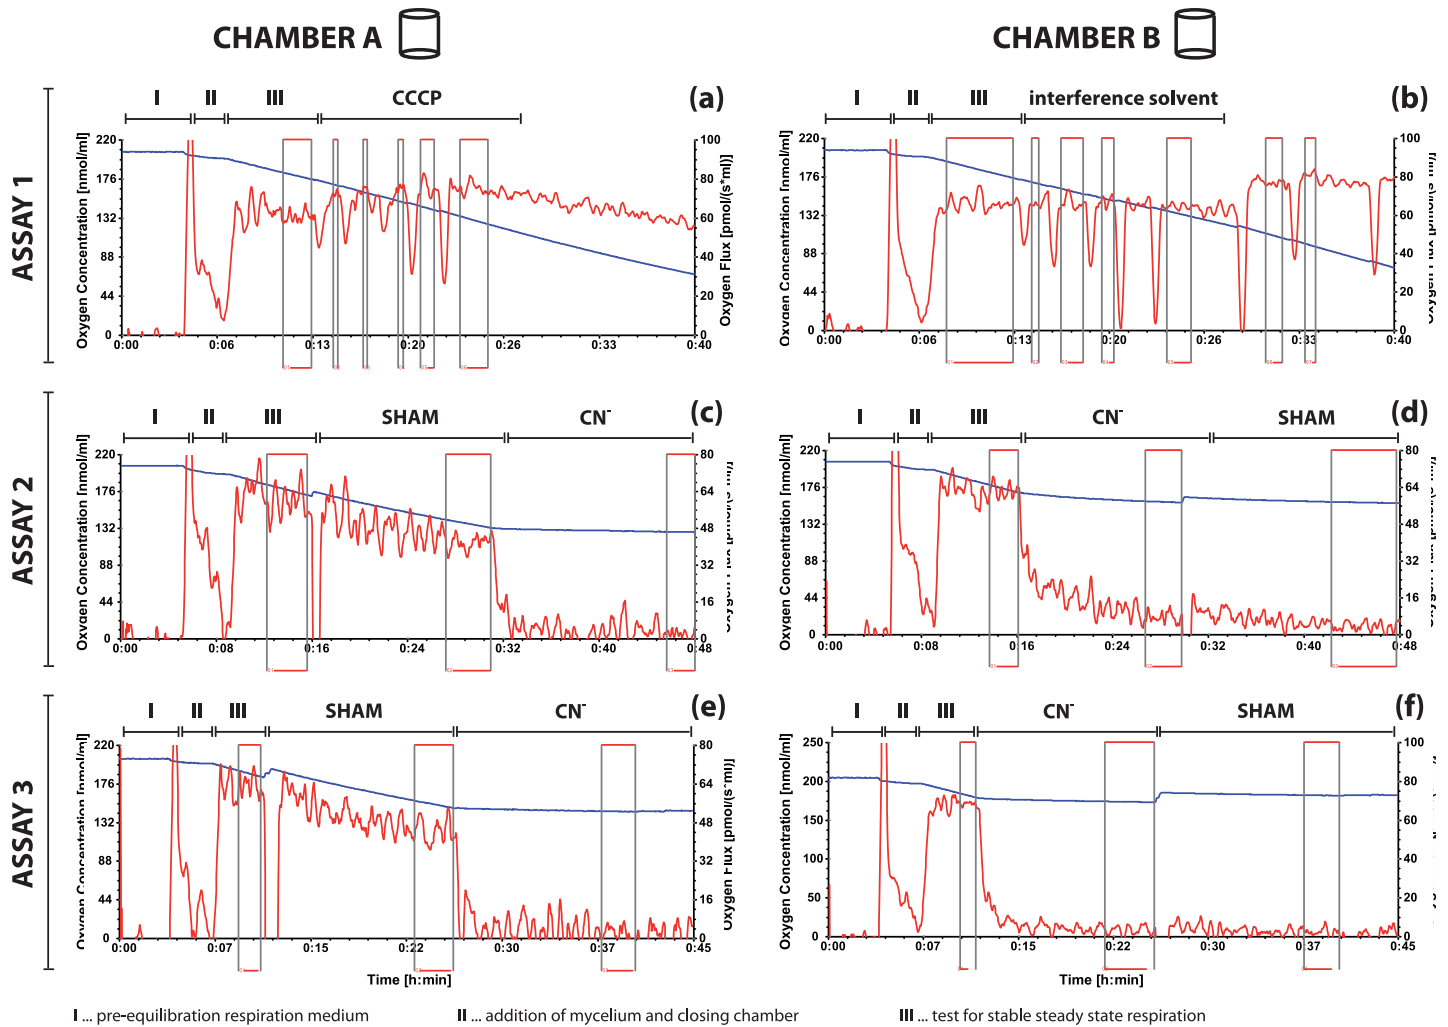 CHAMBER A
CHAMBER B
ASSAY 1
I II III CCCP (a)
Oxygen Concentration [nmol/ml]
220 176 132 88 44 0
100 80 60 40 20 0
Oxygen Flux [pmol/(s*ml)]
0:00 0:06 0:13 0:20 0:26 0:33 0:40
I II III interference solvent (b)
Oxygen Concentration [nmol/ml]
220 176 132 88 44 0
100 80 60 40 20 0
0:00 0:06 0:13 0:20 0:26 0:33 0:40
ASSAY 2
I II III SHAM CN⁻ (c)
Oxygen Concentration [nmol/ml]
220 176 132 88 44 0
80 64 48 32 16 0
0:00 0:08 0:16 0:24 0:32 0:40 0:48
I II III CN⁻ SHAM (d)
Oxygen Concentration [nmol/ml]
220 176 132 88 44 0
80 64 48 32 16 0
0:00 0:08 0:16 0:24 0:32 0:40 0:48
ASSAY 3
I II III SHAM CN⁻ (e)
Oxygen Concentration [nmol/ml]
220 176 132 88 44 0
80 64 48 32 16 0
Oxygen Flux [pmol/(s*ml)]
0:00 0:07 0:15 0:22 0:30 0:37 0:45
Time [h:min]
I II III CN⁻ SHAM (f)
Oxygen Concentration [nmol/ml]
250 200 150 100 50 0
100 80 60 40 20 0
0:00 0:07 0:15 0:22 0:30 0:37 0:45
Time [h:min]
I ... pre-equilibration respiration medium II ... addition of mycelium and closing chamber III ... test for stable steady state respiration